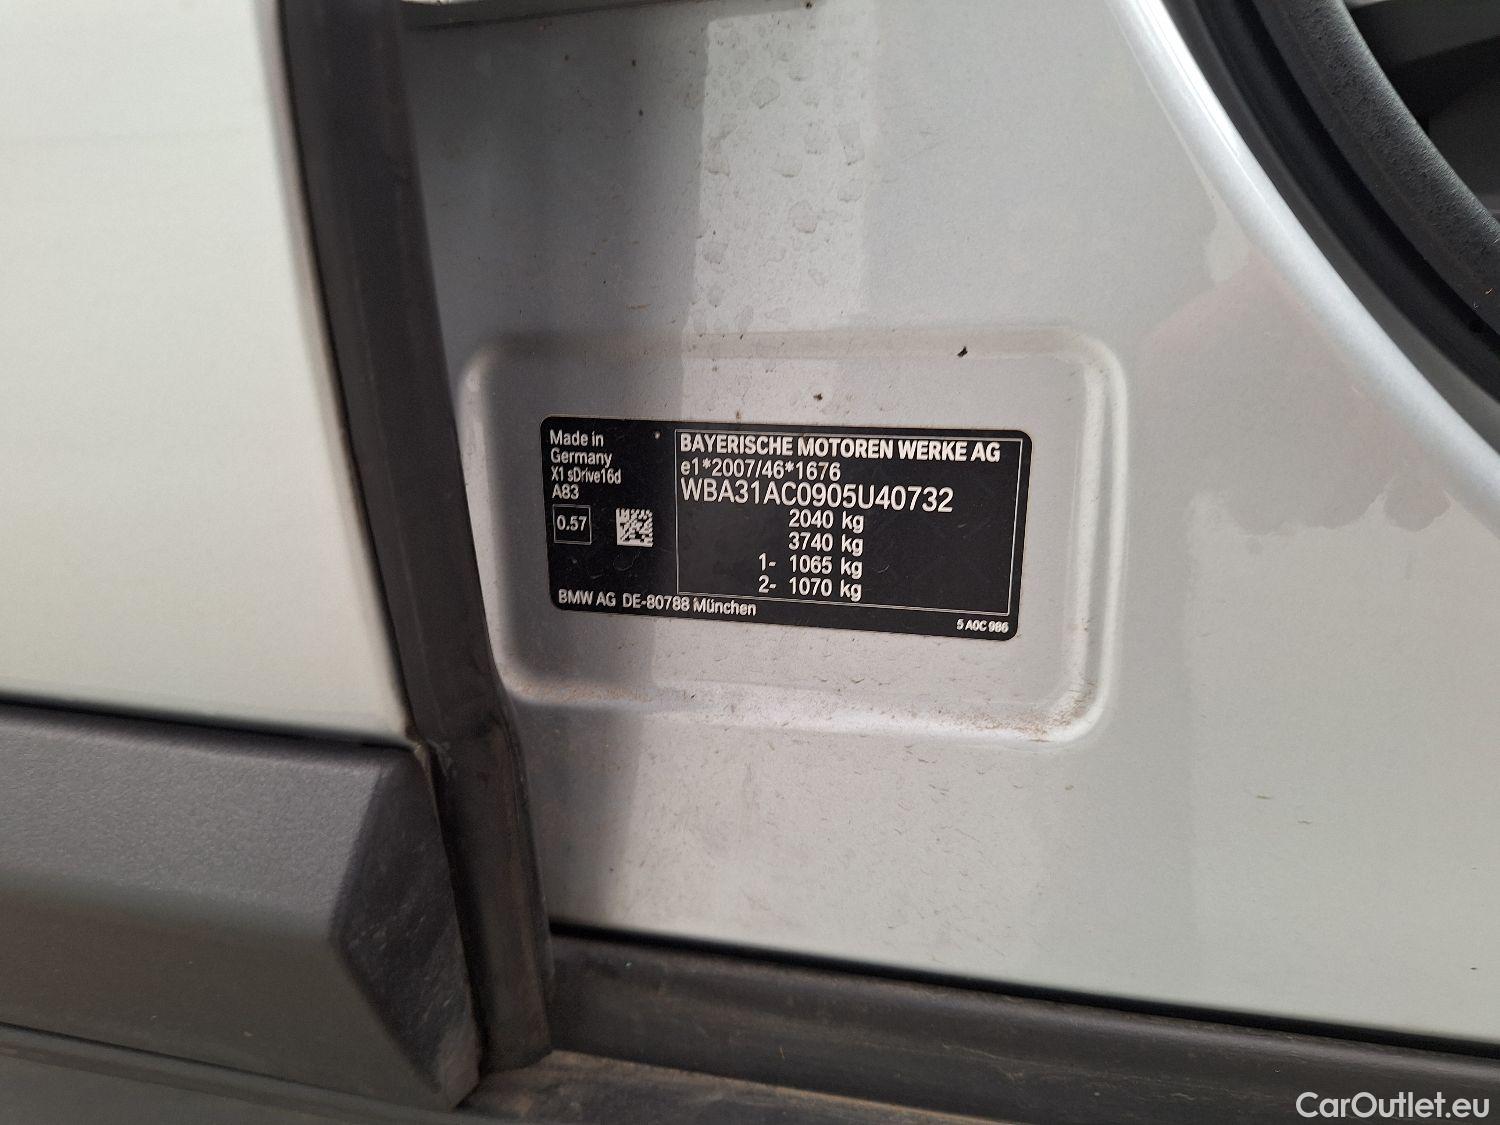 Made in
Germany
X1 sDrive16d
A83
0.57
BAYERISCHE MOTOREN WERKE AG
e1*2007/46*1676
WBA31AC0905U40732
2040 kg
3740 kg
1- 1065 kg
2- 1070 kg
BMW AG DE-80788 München
5 A0C 986
CarOutlet.eu